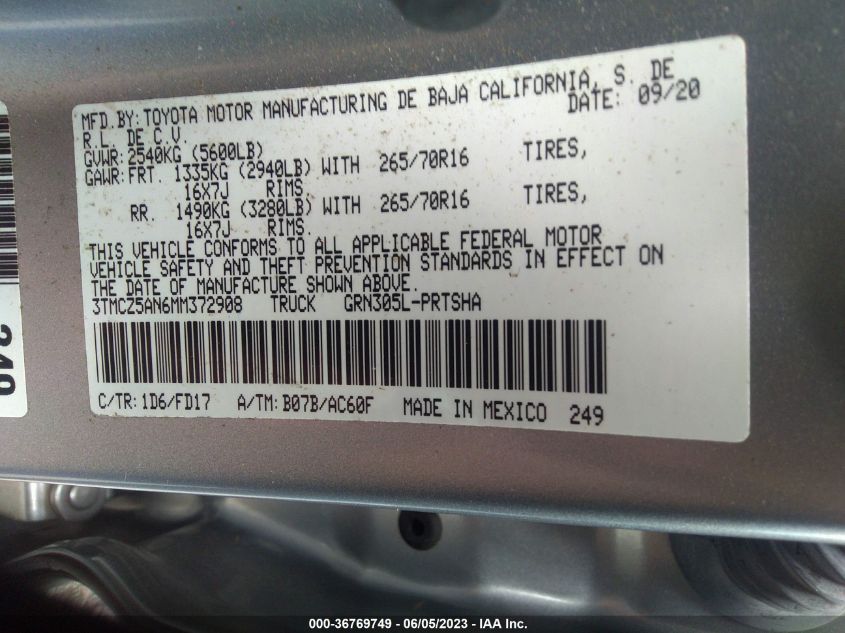 MFD.BY:TOYOTA MOTOR MANUFACTURING DE BAJA CALIFORNIA, S. DE
R.L. DE C.V. DATE: 09/20
GVWR:2540KG (5600LB)
GAWR:FRT. 1335KG (2940LB) WITH 265/70R16 TIRES,
16X7J RIMS
RR. 1490KG (3280LB) WITH 265/70R16 TIRES,
16X7J RIMS.
THIS VEHICLE CONFORMS TO ALL APPLICABLE FEDERAL MOTOR
VEHICLE SAFETY AND THEFT PREVENTION STANDARDS IN EFFECT ON
THE DATE OF MANUFACTURE SHOWN ABOVE.
3TMCZ5AN6MM372908 TRUCK GRN305L-PRTSHA
C/TR:1D6/FD17 A/TM:B07B/AC60F MADE IN MEXICO 249
000-36769749 - 06/05/2023 - IAA Inc.